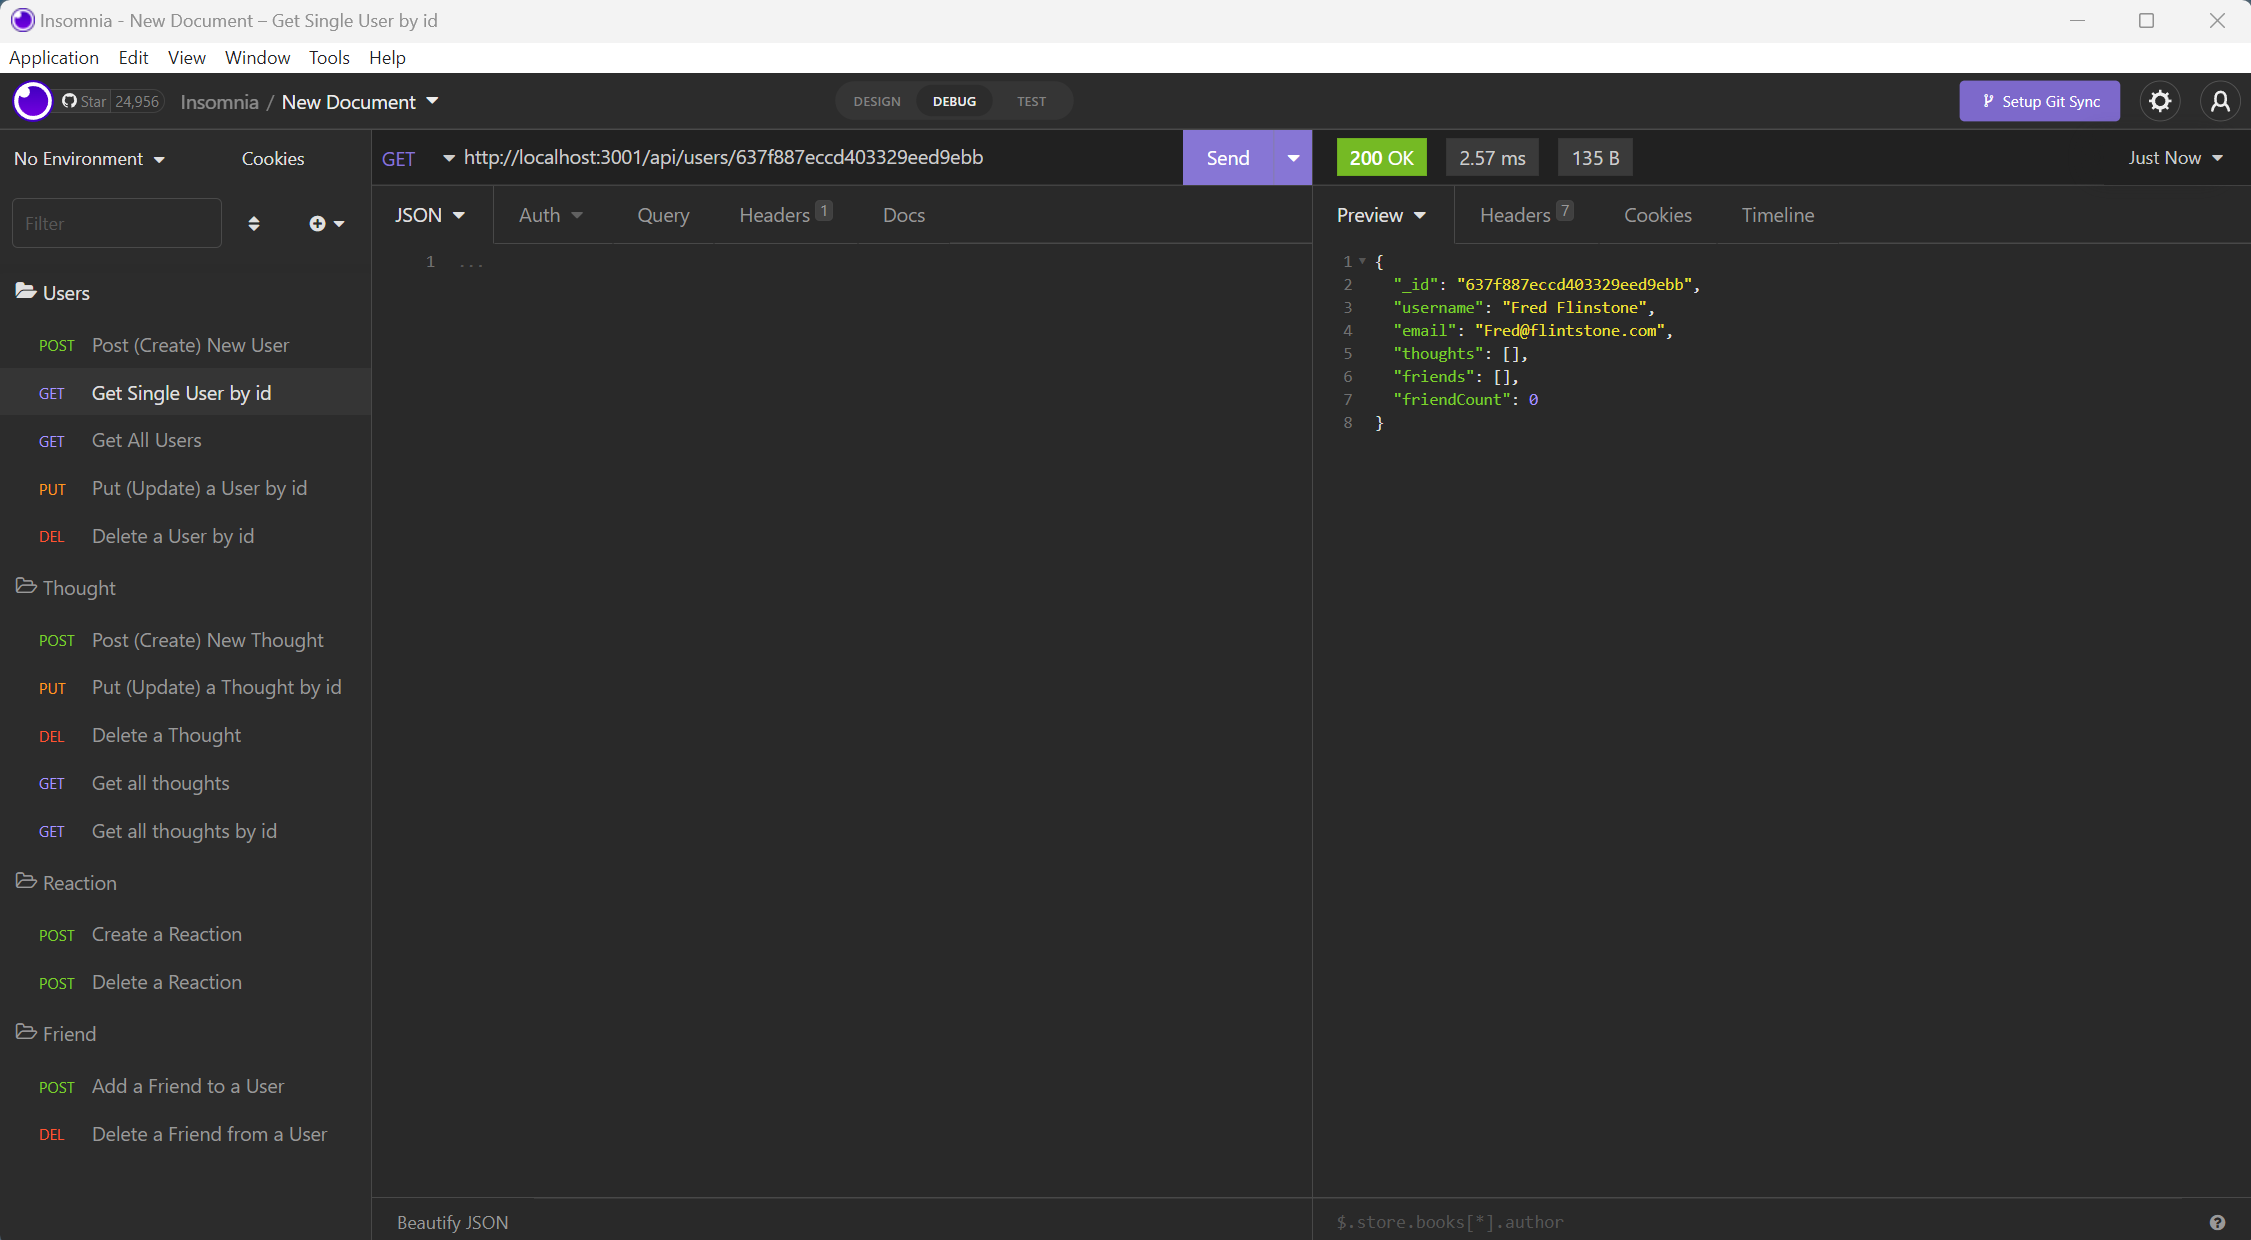 Insomnia - New Document – Get Single User by id
Application Edit View Window Tools Help
Star 24,956 Insomnia / New Document DESIGN DEBUG TEST Setup Git Sync
No Environment Cookies
GET http://localhost:3001/api/users/637f887eccd403329eed9ebb Send
200 OK 2.57 ms 135 B Just Now
Filter
JSON Auth Query Headers 1 Docs
Preview Headers 7 Cookies Timeline
Users
POST Post (Create) New User
GET Get Single User by id
GET Get All Users
PUT Put (Update) a User by id
DEL Delete a User by id
Thought
POST Post (Create) New Thought
PUT Put (Update) a Thought by id
DEL Delete a Thought
GET Get all thoughts
GET Get all thoughts by id
Reaction
POST Create a Reaction
POST Delete a Reaction
Friend
POST Add a Friend to a User
DEL Delete a Friend from a User
1 ...
1 {
2 "_id": "637f887eccd403329eed9ebb",
3 "username": "Fred Flinstone",
4 "email": "Fred@flintstone.com",
5 "thoughts": [],
6 "friends": [],
7 "friendCount": 0
8 }
Beautify JSON
$.store.books[*].author